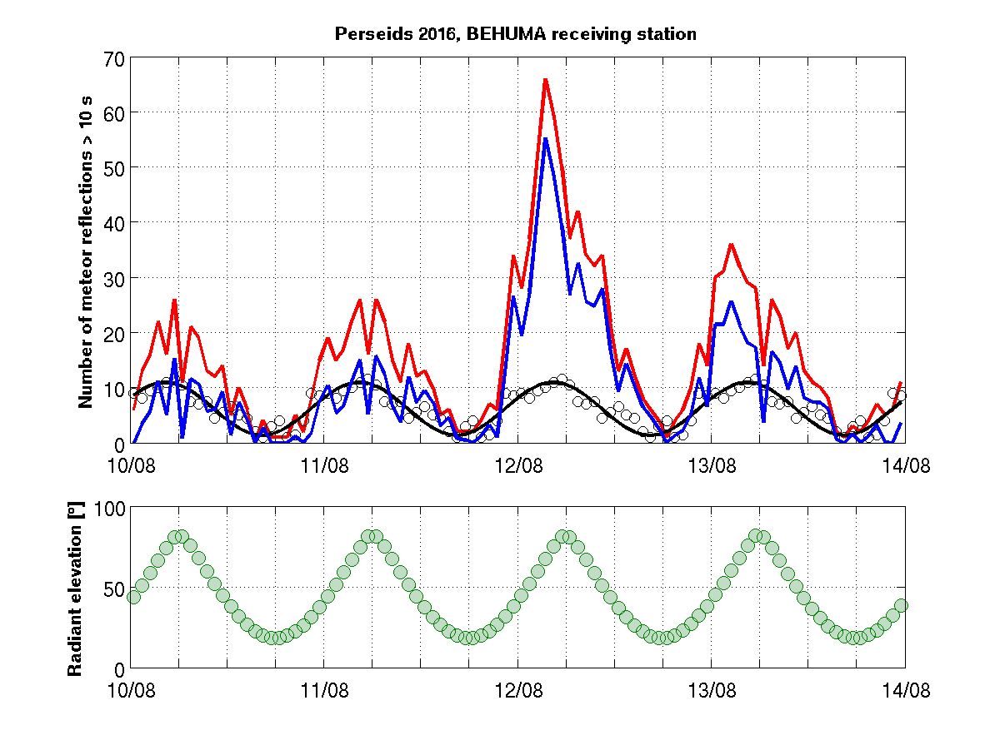 Perseids 2016, BEHUMA receiving station
Number of meteor reflections > 10 s
70
60
50
40
30
20
10
0
10/08 11/08 12/08 13/08 14/08
Radiant elevation [°]
100
50
0
10/08 11/08 12/08 13/08 14/08